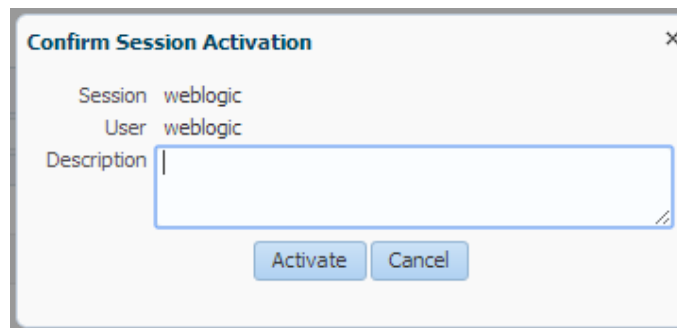 Confirm Session Activation
Session weblogic
User weblogic
Description
Activate Cancel